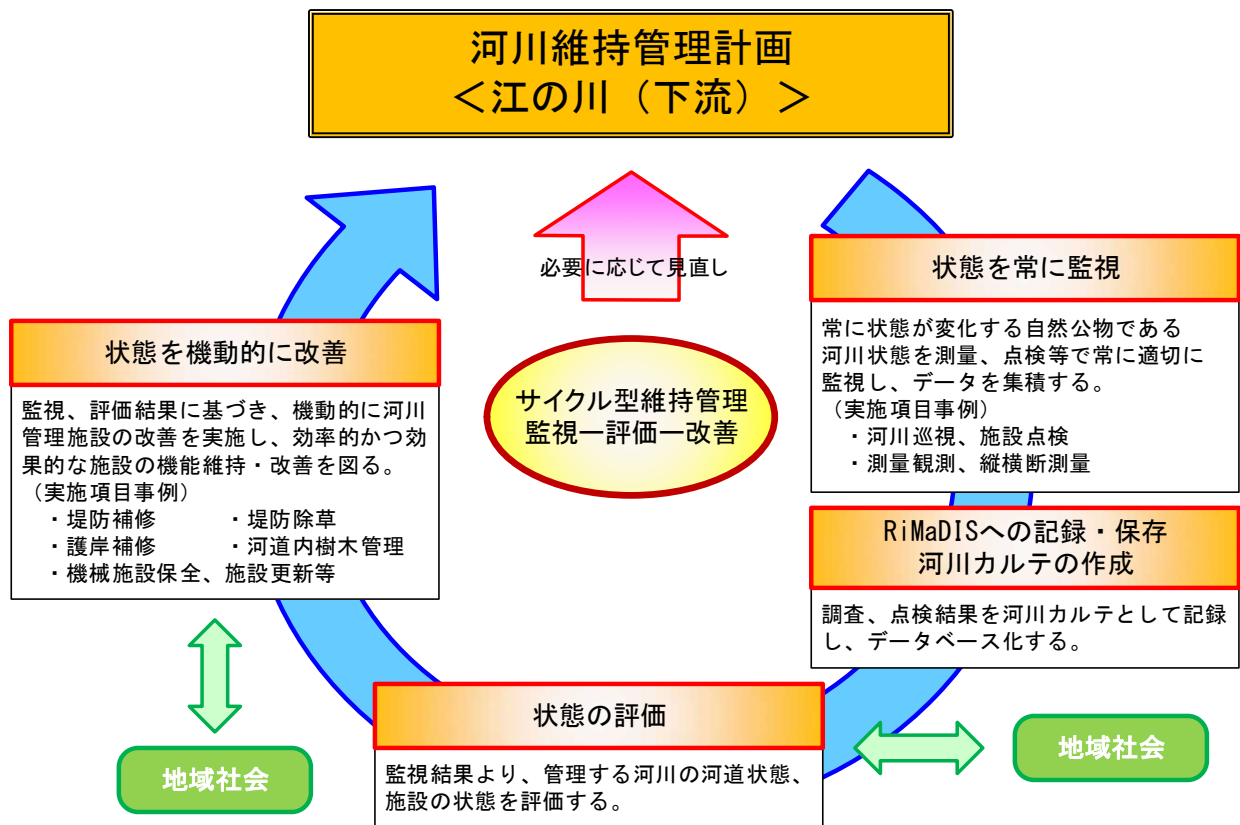 河川維持管理計画
＜江の川（下流）＞
必要に応じて見直し
状態を常に監視
常に状態が変化する自然公物である
河川状態を測量、点検等で常に適切に
監視し、データを集積する。
（実施項目事例）
・河川巡視、施設点検
・測量観測、縦横断測量
RiMaDISへの記録・保存
河川カルテの作成
調査、点検結果を河川カルテとして記録
し、データベース化する。
サイクル型維持管理
監視ー評価ー改善
状態を機動的に改善
監視、評価結果に基づき、機動的に河川
管理施設の改善を実施し、効率的かつ効
果的な施設の機能維持・改善を図る。
（実施項目事例）
・堤防補修　　　・堤防除草
・護岸補修　　　・河道内樹木管理
・機械施設保全、施設更新等
状態の評価
監視結果より、管理する河川の河道状態、
施設の状態を評価する。
地域社会
地域社会